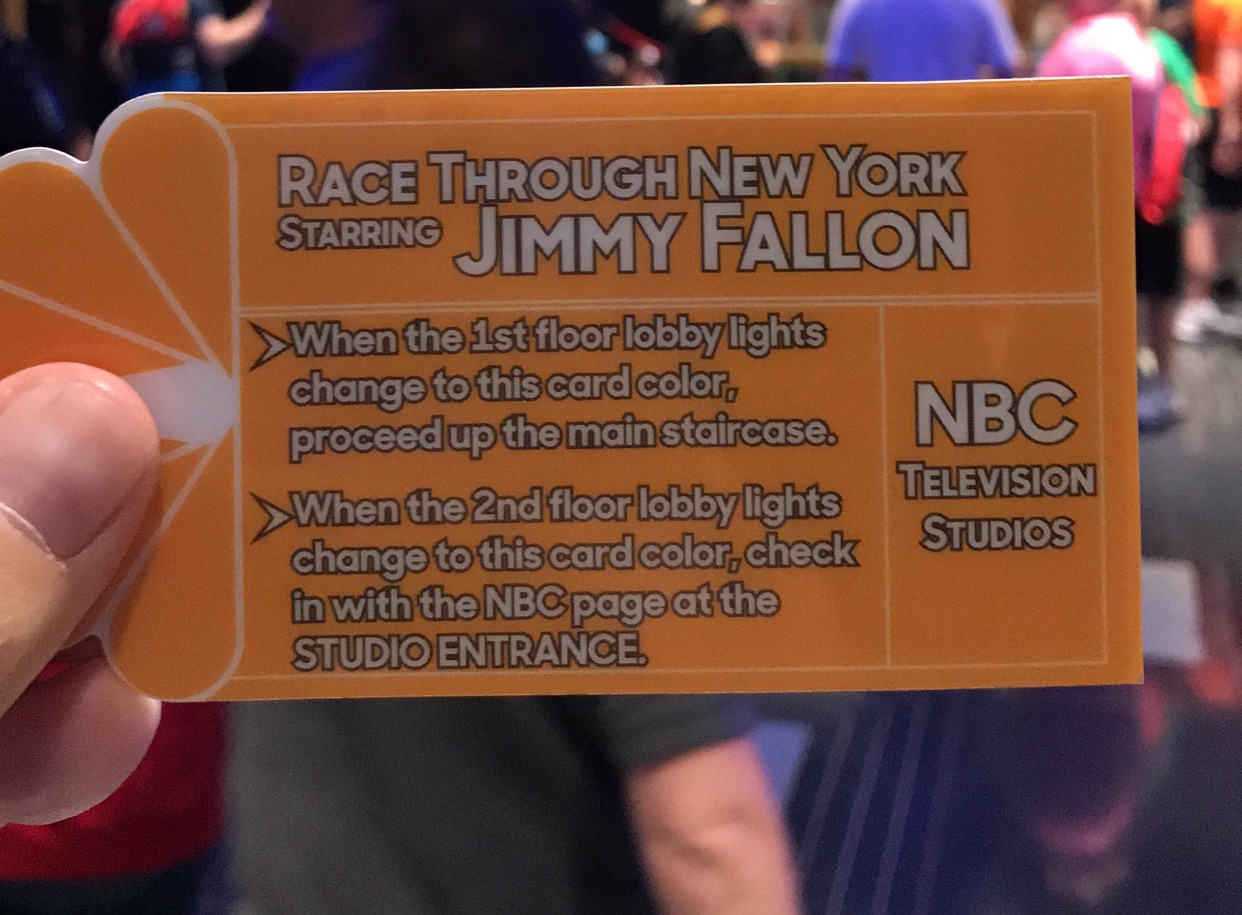 Race Through New York
Starring Jimmy Fallon
When the 1st floor lobby lights
change to this card color,
proceed up the main staircase.
When the 2nd floor lobby lights
change to this card color, check
in with the NBC page at the
STUDIO ENTRANCE.
NBC
Television
Studios